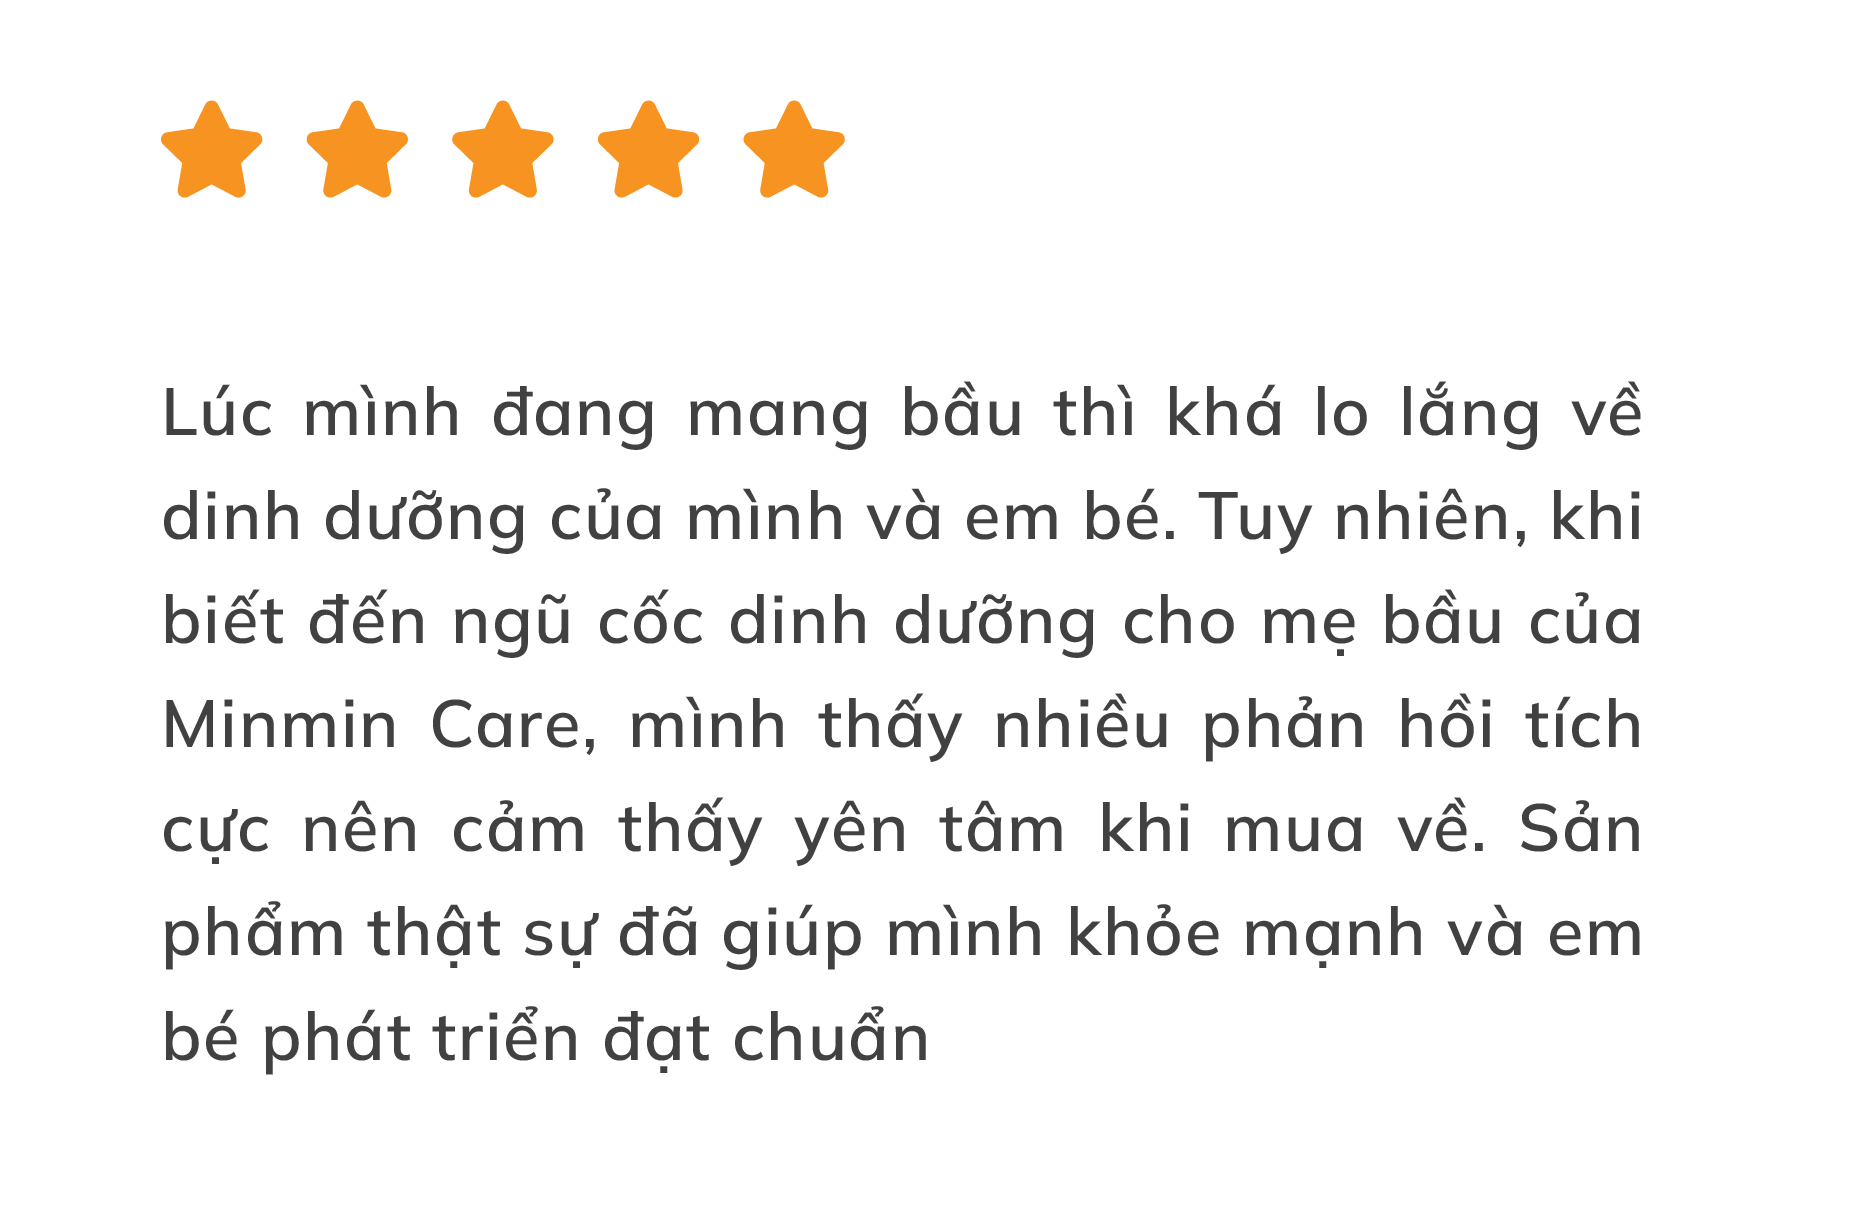 Lúc mình đang mang bầu thì khá lo lắng về
dinh dưỡng của mình và em bé. Tuy nhiên, khi
biết đến ngũ cốc dinh dưỡng cho mẹ bầu của
Minmin Care, mình thấy nhiều phản hồi tích
cực nên cảm thấy yên tâm khi mua về. Sản
phẩm thật sự đã giúp mình khỏe mạnh và em
bé phát triển đạt chuẩn